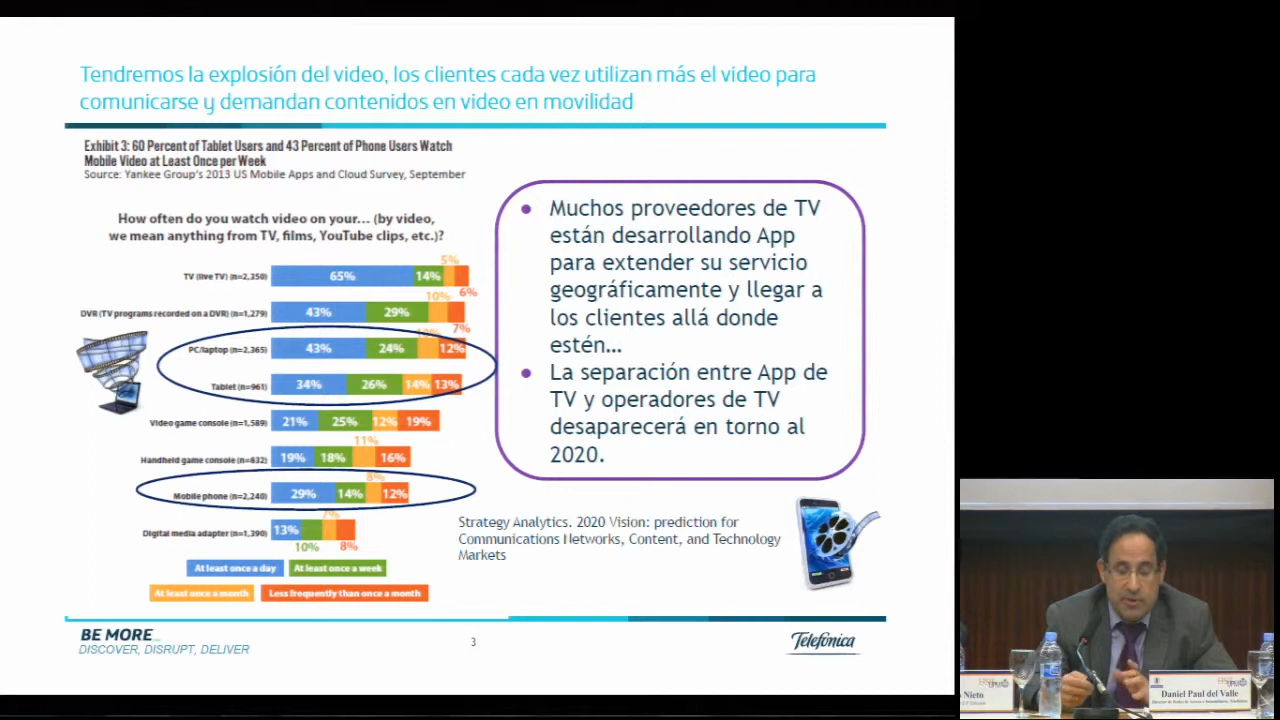 Tendremos la explosión del video, los clientes cada vez utilizan más el video para
comunicarse y demandan contenidos en video en movilidad
Exhibit 3: 60 Percent of Tablet Users and 43 Percent of Phone Users Watch
Mobile Video at Least Once per Week
Source: Yankee Group's 2013 US Mobile Apps and Cloud Survey, September
How often do you watch video on your... (by video,
we mean anything from TV, films, YouTube clips, etc.)?
5%
TV (live TV) (n=2,350) 65% 14%
6%
10%
DVR (TV programs recorded on a DVR) (n=1,279) 43% 29%
7%
PC/laptop (n=2,365) 43% 24% 12%
Tablet (n=961) 34% 26% 14% 13%
Video game console (n=1,589) 21% 25% 12% 19%
11%
Handheld game console (n=832) 19% 18% 16%
8%
Mobile phone (n=2,240) 29% 14% 12%
7%
Digital media adapter (n=1,390) 13%
10% 8%
At least once a day At least once a week
At least once a month Less frequently than once a month
• Muchos proveedores de TV
están desarrollando App
para extender su servicio
geográficamente y llegar a
los clientes allá donde
estén...
• La separación entre App de
TV y operadores de TV
desaparecerá en torno al
2020.
Strategy Analytics. 2020 Vision: prediction for
Communications Networks, Content, and Technology
Markets
BE MORE_
DISCOVER, DISRUPT, DELIVER
3
Telefónica
Nieto
Daniel Paul del Valle